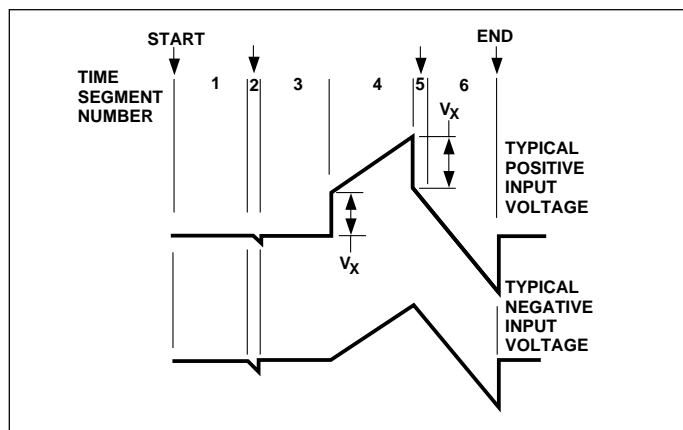 START
END
TIME
SEGMENT
NUMBER
1 2 3 4 5 6
VX
TYPICAL
POSITIVE
INPUT
VOLTAGE
VX
TYPICAL
NEGATIVE
INPUT
VOLTAGE